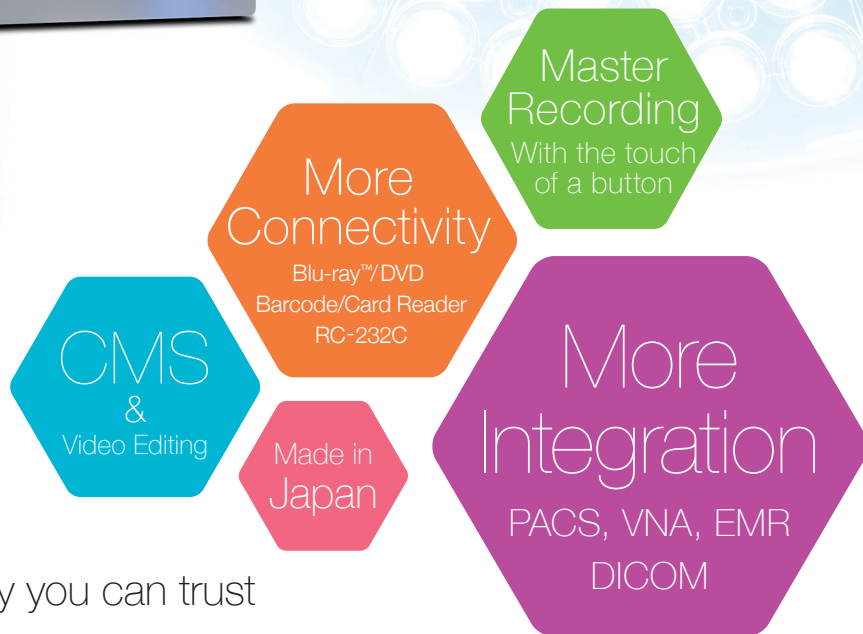 Master
Recording
With the touch
of a button
More
Connectivity
Blu-ray™/DVD
Barcode/Card Reader
RC-232C
CMS
&
Video Editing
Made in
Japan
More
Integration
PACS, VNA, EMR
DICOM
you can trust